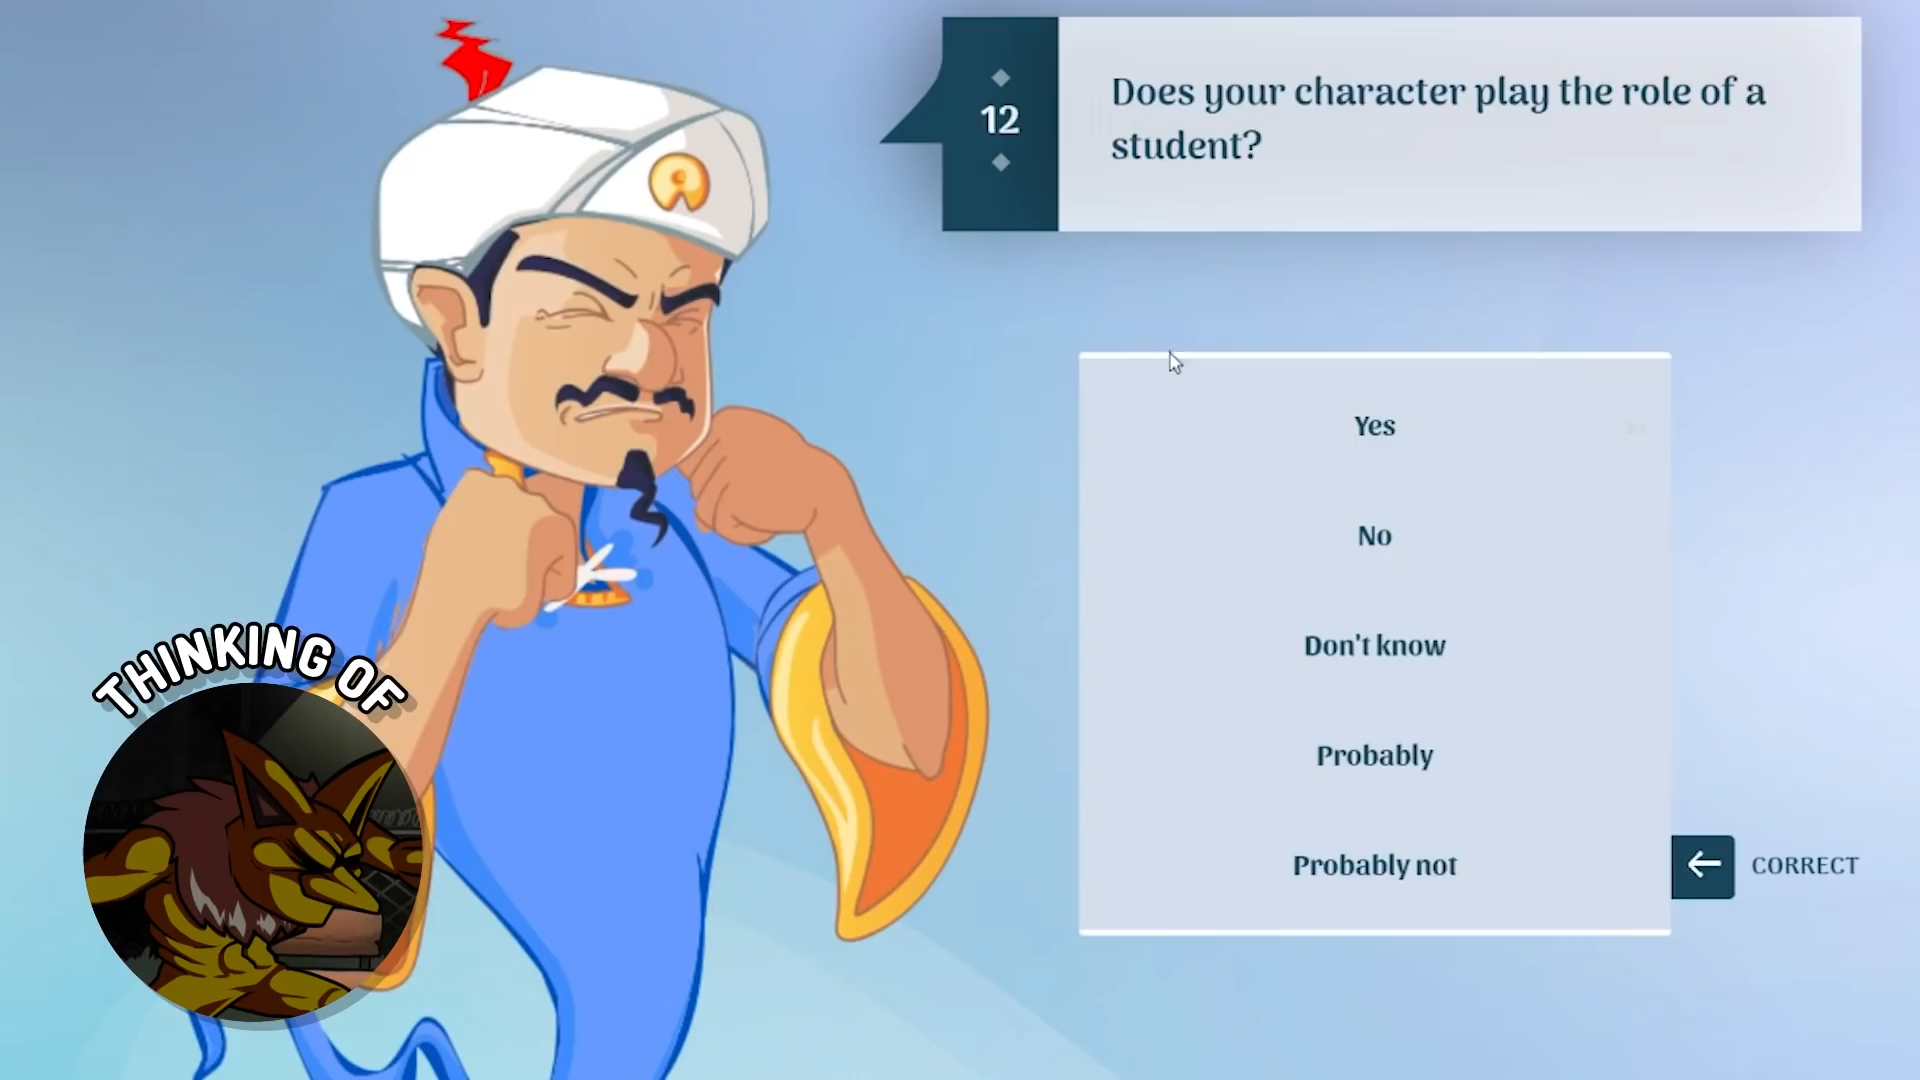 12
Does your character play the role of a
student?
Yes
No
Don't know
Probably
Probably not
CORRECT
THINKING OF